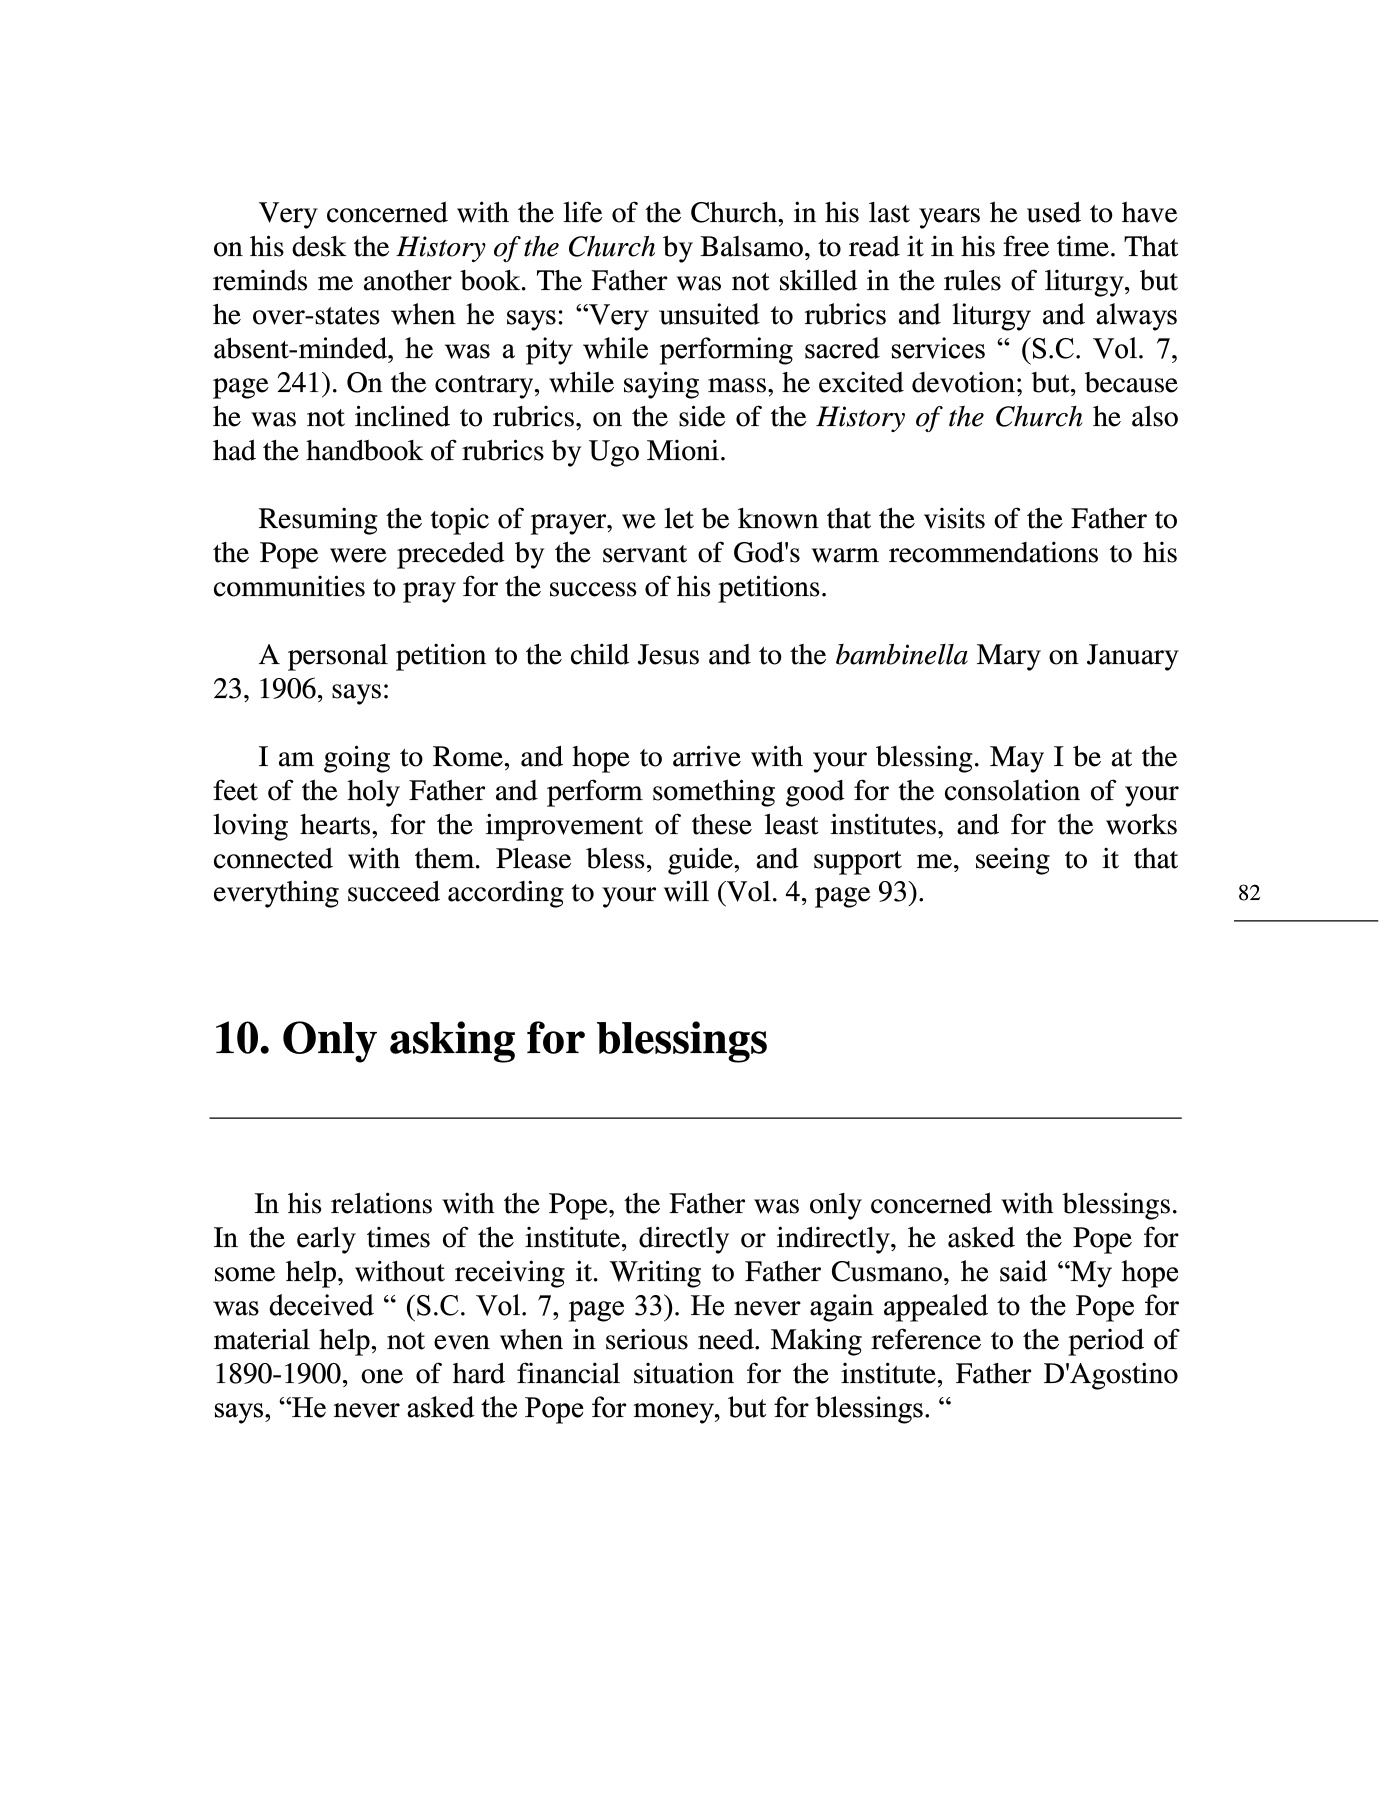 Very concerned with the life of the Church, in his last years he used to have
on his desk the History of the Church by Balsamo, to read it in his free time. That
reminds me another book. The Father was not skilled in the rules of liturgy, but
he over-states when he says: “Very unsuited to rubrics and liturgy and always
absent-minded, he was a pity while performing sacred services “ (S.C. Vol. 7,
page 241). On the contrary, while saying mass, he excited devotion; but, because
he was not inclined to rubrics, on the side of the History of the Church he also
had the handbook of rubrics by Ugo Mioni.
Resuming the topic of prayer, we let be known that the visits of the Father to
the Pope were preceded by the servant of God's warm recommendations to his
communities to pray for the success of his petitions.
A personal petition to the child Jesus and to the bambinella Mary on January
23, 1906, says:
I am going to Rome, and hope to arrive with your blessing. May I be at the
feet of the holy Father and perform something good for the consolation of your
loving hearts, for the improvement of these least institutes, and for the works
connected with them. Please bless, guide, and support me, seeing to it that
everything succeed according to your will (Vol. 4, page 93).
82
10. Only asking for blessings
In his relations with the Pope, the Father was only concerned with blessings.
In the early times of the institute, directly or indirectly, he asked the Pope for
some help, without receiving it. Writing to Father Cusmano, he said “My hope
was deceived “ (S.C. Vol. 7, page 33). He never again appealed to the Pope for
material help, not even when in serious need. Making reference to the period of
1890-1900, one of hard financial situation for the institute, Father D'Agostino
says, “He never asked the Pope for money, but for blessings. “